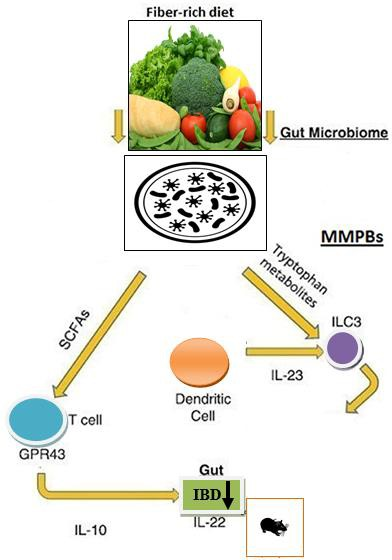 Fiber-rich diet
Gut Microbiome
MMPBs
Tryptophan
metabolites
SCFAs
ILC3
IL-23
Dendritic
Cell
T cell
GPR43
Gut
IBD
IL-22
IL-10